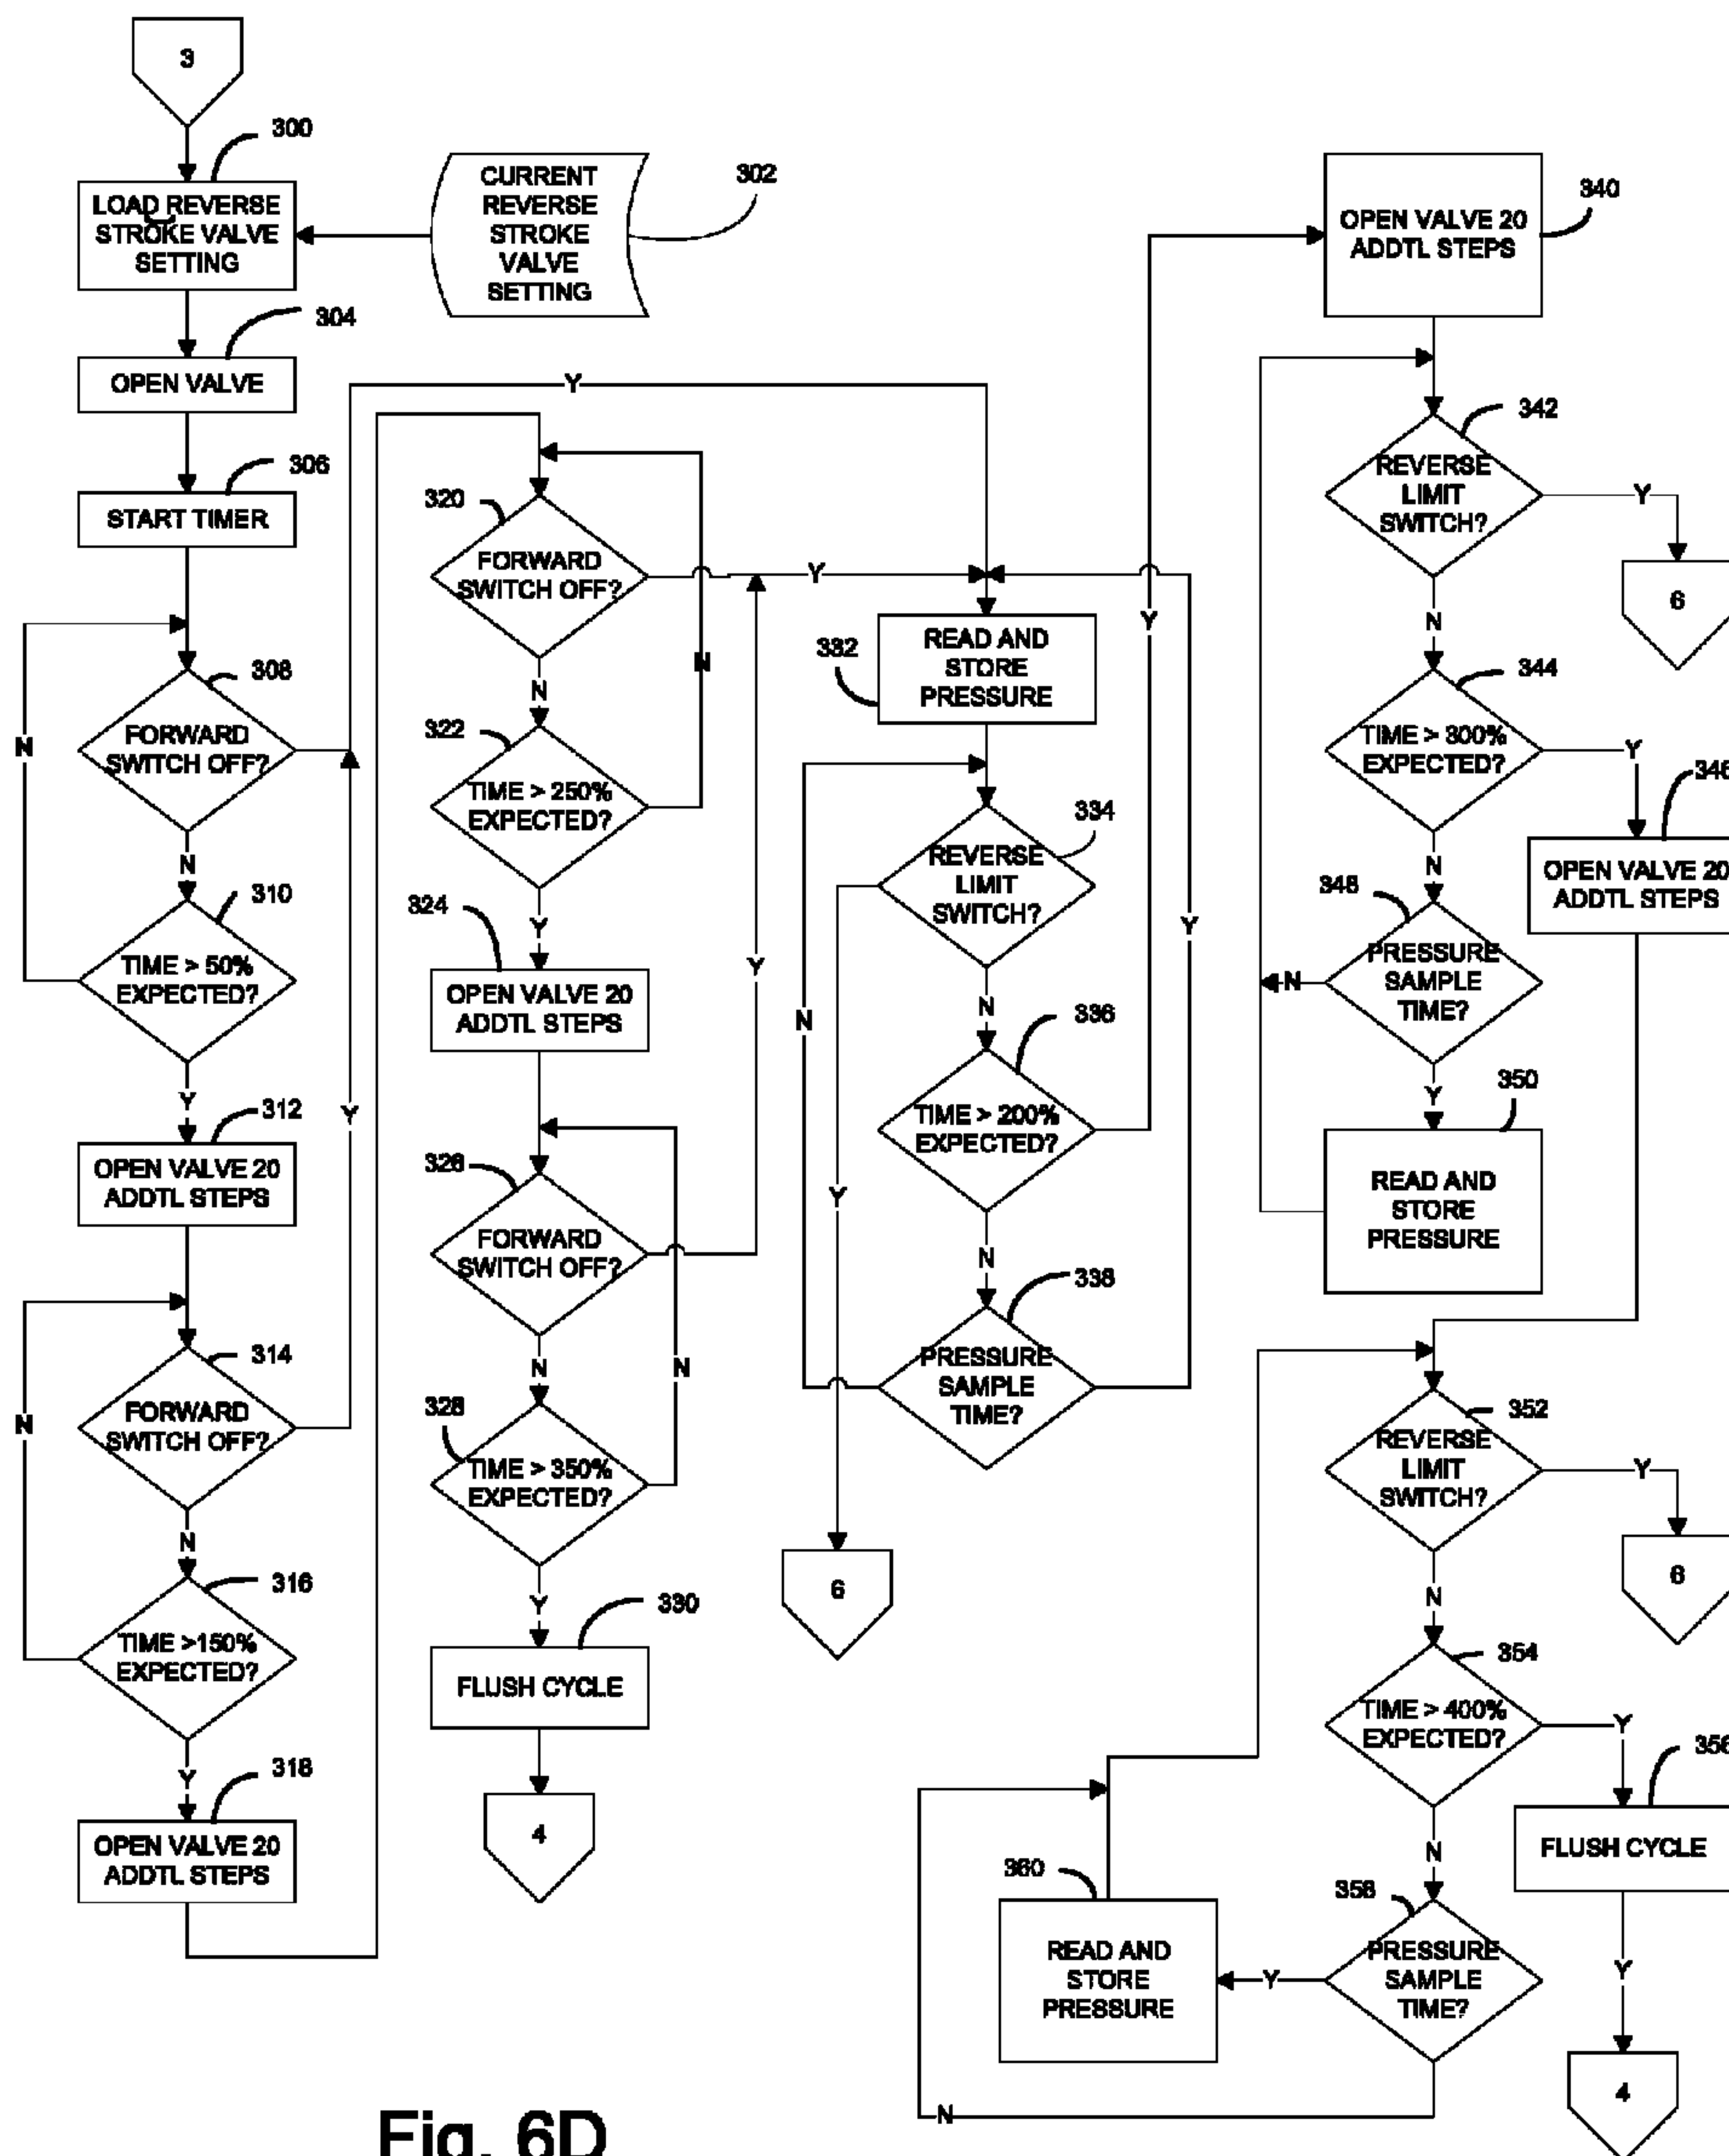 3
300
LOAD REVERSE
STROKE VALVE
SETTING
CURRENT
REVERSE
STROKE
VALVE
SETTING
302
304
OPEN VALVE
306
START TIMER
308
FORWARD
SWITCH OFF?
N
N
310
TIME > 50%
EXPECTED?
Y
312
OPEN VALVE 20
ADDTL STEPS
314
FORWARD
SWITCH OFF?
Y
N
N
316
TIME >150%
EXPECTED?
Y
318
OPEN VALVE 20
ADDTL STEPS
Y
320
FORWARD
SWITCH OFF?
Y
N
N
322
TIME > 250%
EXPECTED?
Y
324
OPEN VALVE 20
ADDTL STEPS
Y
326
FORWARD
SWITCH OFF?
N
N
328
TIME > 350%
EXPECTED?
Y
330
FLUSH CYCLE
4
332
READ AND
STORE
PRESSURE
334
REVERSE
LIMIT
SWITCH?
N
N
Y
336
TIME > 200%
EXPECTED?
Y
N
338
PRESSURE
SAMPLE
TIME?
Y
6
340
OPEN VALVE 20
ADDTL STEPS
342
REVERSE
LIMIT
SWITCH?
Y
6
N
344
TIME > 300%
EXPECTED?
Y
346
OPEN VALVE 20
ADDTL STEPS
N
348
PRESSURE
SAMPLE
TIME?
N
Y
350
READ AND
STORE
PRESSURE
352
REVERSE
LIMIT
SWITCH?
Y
6
N
354
TIME > 400%
EXPECTED?
Y
356
FLUSH CYCLE
Y
4
N
358
PRESSURE
SAMPLE
TIME?
Y
N
360
READ AND
STORE
PRESSURE
Fig. 6D